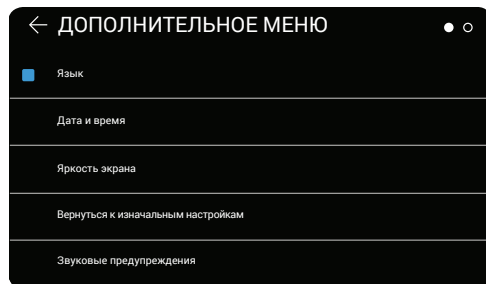 ДОПОЛНИТЕЛЬНОЕ МЕНЮ
Язык
Дата и время
Яркость экрана
Вернуться к изначальным настройкам
Звуковые предупреждения